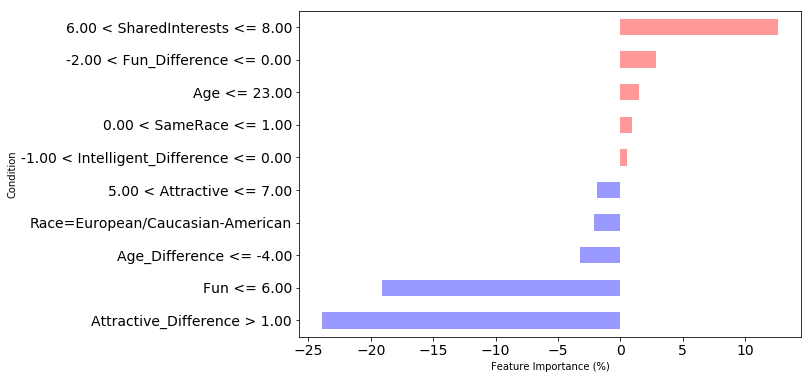 6.00 < SharedInterests <= 8.00
-2.00 < Fun_Difference <= 0.00
Age <= 23.00
0.00 < SameRace <= 1.00
-1.00 < Intelligent_Difference <= 0.00
5.00 < Attractive <= 7.00
Race=European/Caucasian-American
Age_Difference <= -4.00
Fun <= 6.00
Attractive_Difference > 1.00
Condition
−25 −20 −15 −10 −5 0 5 10
Feature Importance (%)